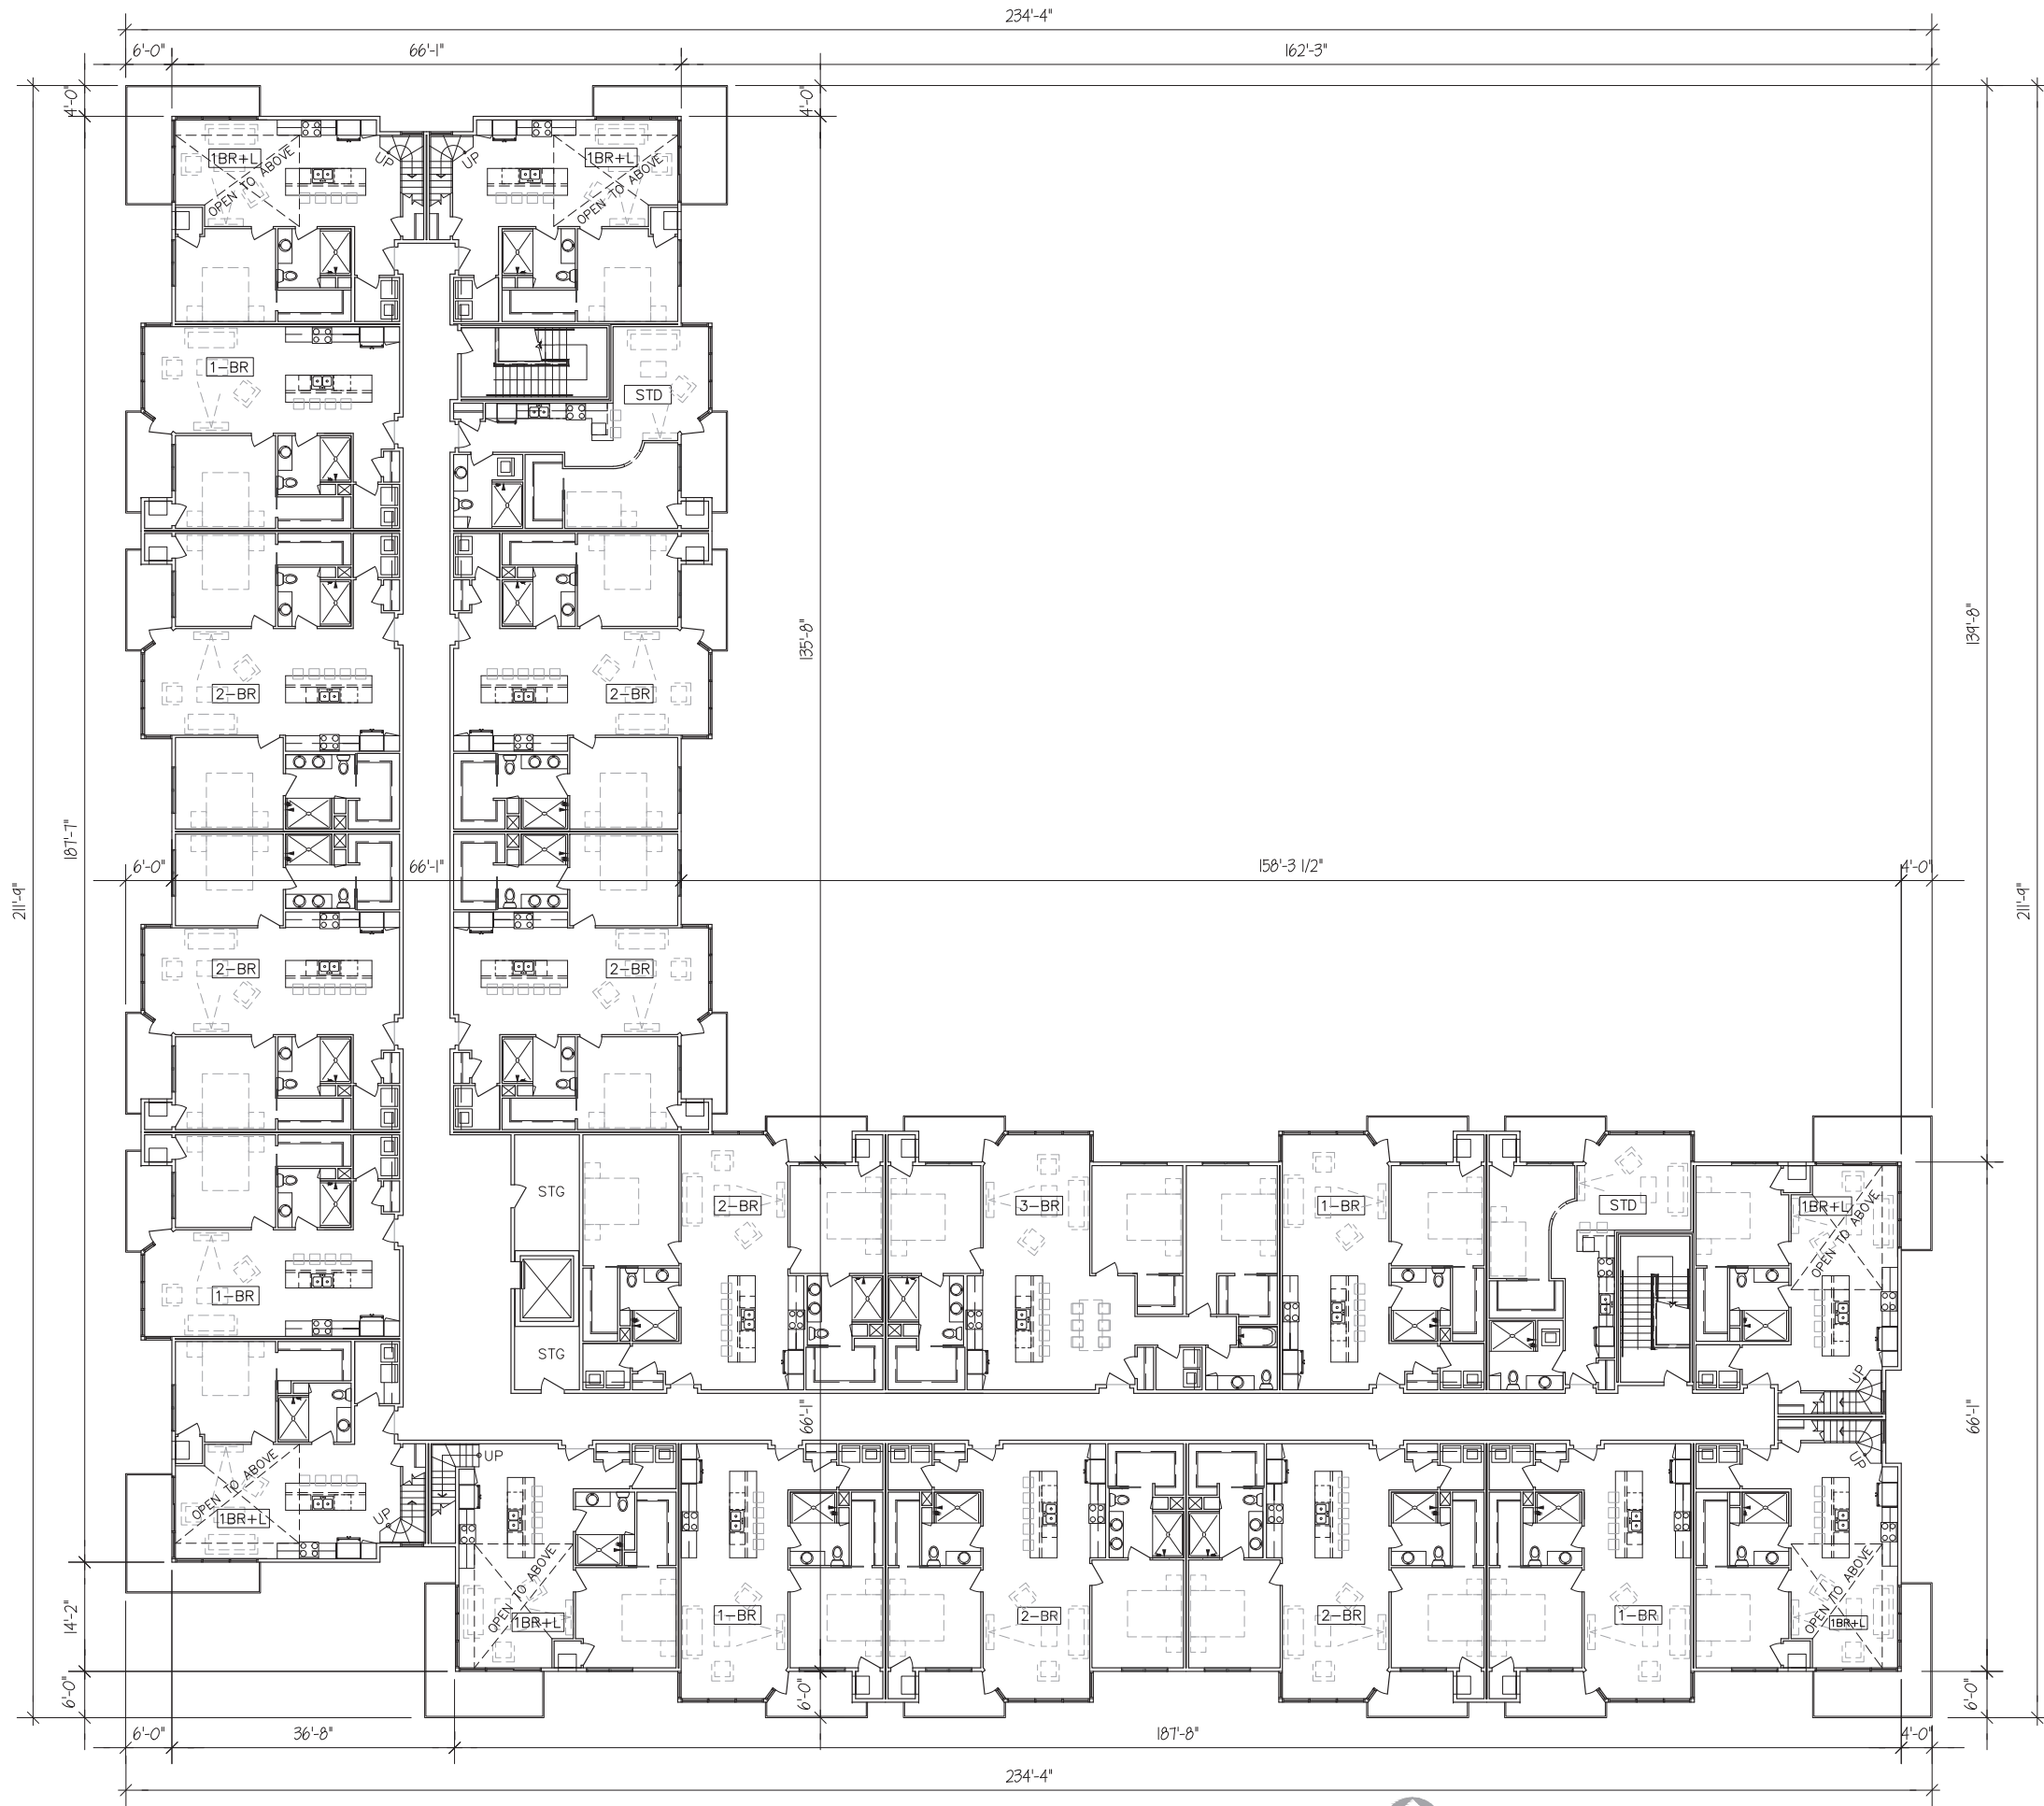 234'-4"
6'-0" 66'-1" 162'-3"
4'-0" 4'-0"
1BR+L UP UP 1BR+L
OPEN TO ABOVE OPEN TO ABOVE
1-BR
STD
135'-8" 139'-8"
2-BR 2-BR
187'-7"
6'-0" 66'-1" 158'-3 1/2" 4'-0"
211'-9" 211'-9"
2-BR 2-BR
STG 2-BR 3-BR 1-BR STD 1BR+L
OPEN TO ABOVE
1-BR
STG
UP
66'-1" 66'-1"
UP UP
OPEN TO ABOVE
1BR+L UP
OPEN TO ABOVE OPEN TO ABOVE
14'-2" 1BR+L 1-BR 2-BR 2-BR 1-BR 1BR+L
6'-0" 6'-0" 6'-0"
6'-0" 36'-8" 187'-8" 4'-0"
234'-4"